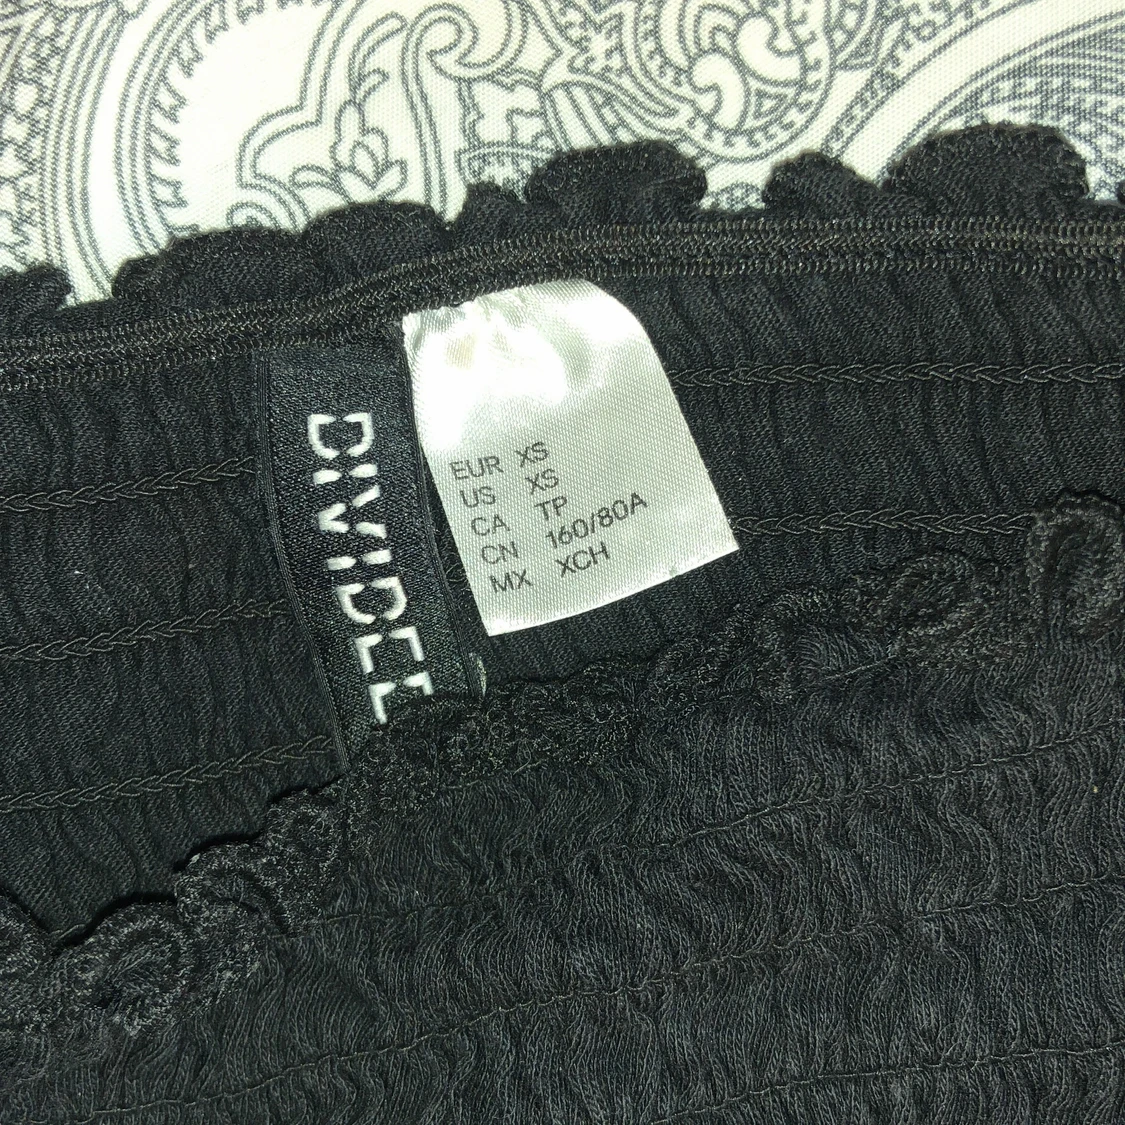 DIVIDED
EUR XS
US XS
CA TP
CN 160/80A
MX XCH